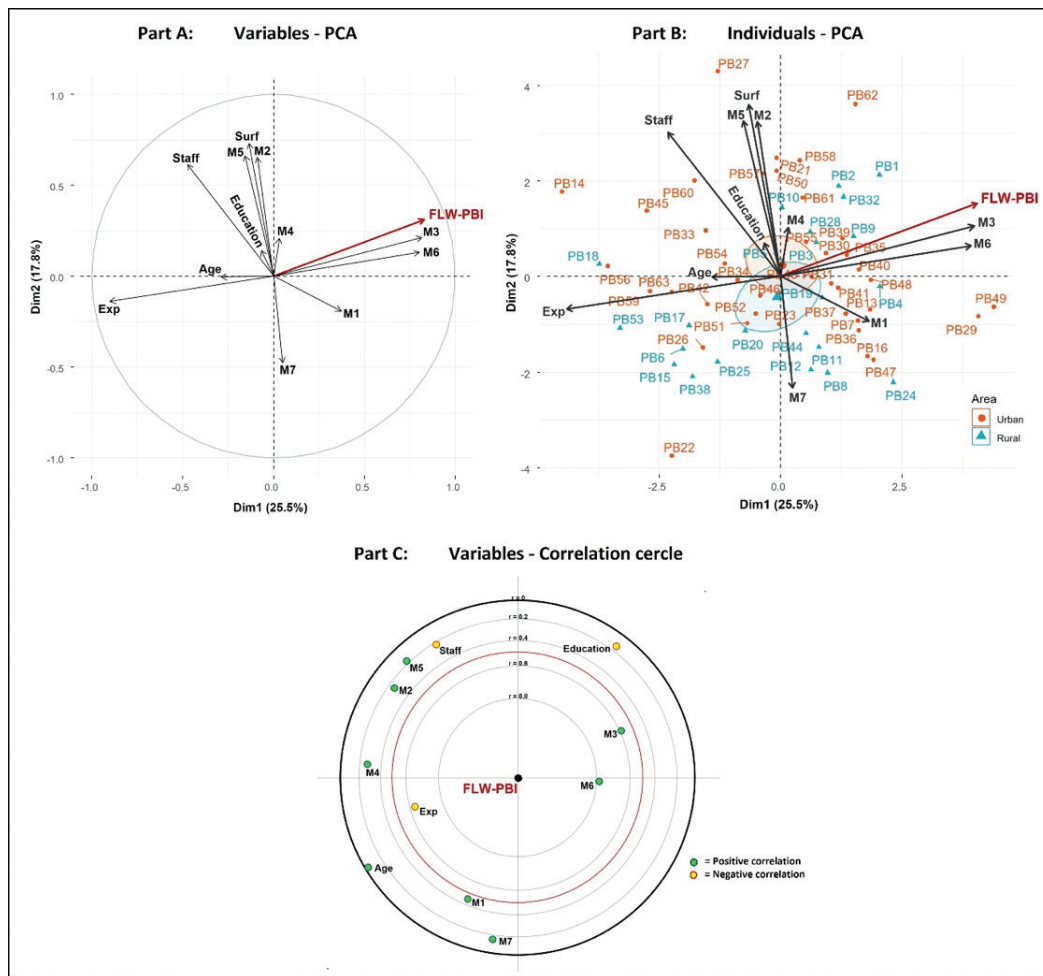 Part A: Variables - PCA
1.0
0.5
0.0
-0.5
-1.0
-1.0
-0.5
0.0
0.5
1.0
Dim2 (17.8%)
Dim1 (25.5%)
Surf
M5
M2
Staff
Education
M4
FLW-PBI
M3
M6
Age
Exp
M1
M7
Part B: Individuals - PCA
4
2
0
-2
-4
-2.5
0.0
2.5
Dim2 (17.8%)
Dim1 (25.5%)
PB27
PB62
Surf
M5
M2
Staff
PB58
PB57
PB21
PB50
PB2
PB1
PB14
PB60
PB45
PB10
PB61
PB32
FLW-PBI
Education
M4
PB28
M3
PB33
PB55
PB39
PB9
PB30
PB35
M6
PB18
PB54
PB3
PB40
Age
PB34
PB31
PB56
PB63
PB42
PB46
PB19
PB48
PB59
PB41
PB13
PB4
PB49
Exp
PB52
PB23
PB37
M1
PB29
PB53
PB17
PB51
PB7
PB26
PB20
PB36
PB6
PB44
PB16
PB15
PB25
PB12
PB11
PB47
PB38
PB8
PB24
M7
PB22
Area
Urban
Rural
Part C: Variables - Correlation cercle
r = 0
r = 0.2
r = 0.4
r = 0.6
r = 0.8
Staff
Education
M5
M2
M3
M4
FLW-PBI
M6
Exp
Age
M1
M7
= Positive correlation
= Negative correlation